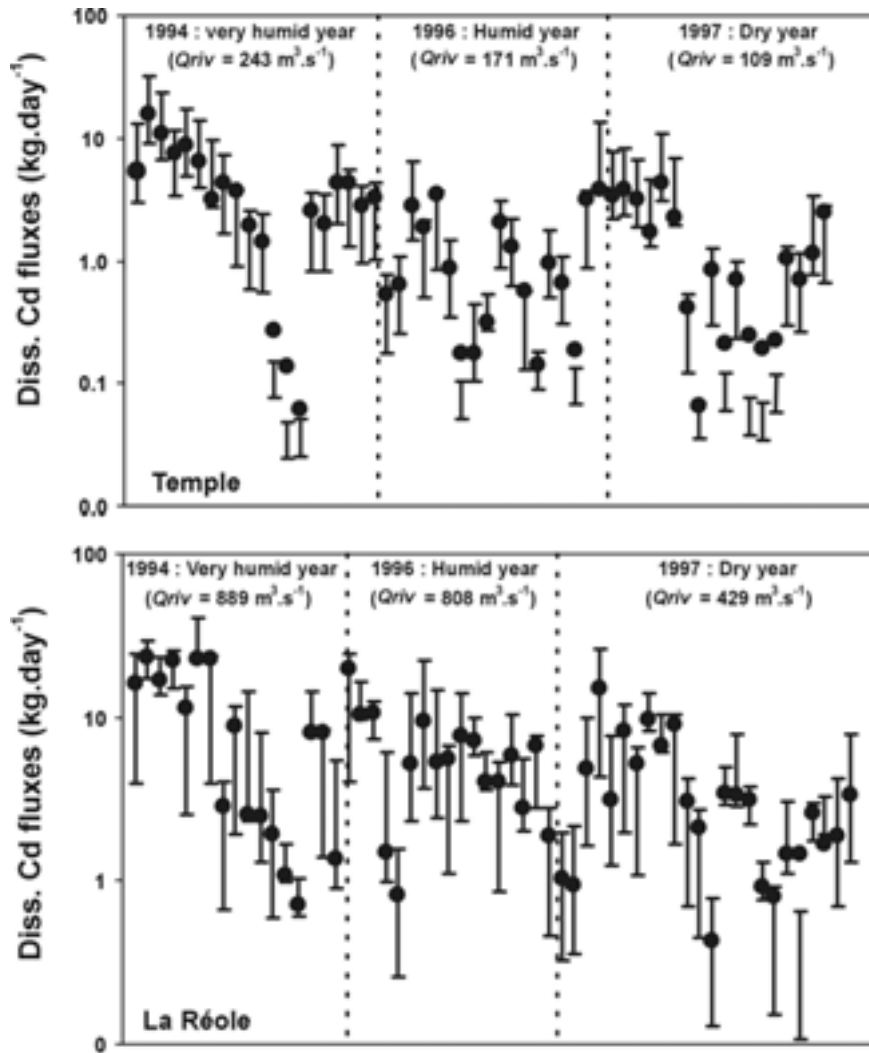 1994 : very humid year
(Qriv = 243 m³.s⁻¹)
1996 : Humid year
(Qriv = 171 m³.s⁻¹)
1997 : Dry year
(Qriv = 109 m³.s⁻¹)
Diss. Cd fluxes (kg.day⁻¹)
100
10
1.0
0.1
0.0
Temple
1994 : Very humid year
(Qriv = 889 m³.s⁻¹)
1996 : Humid year
(Qriv = 808 m³.s⁻¹)
1997 : Dry year
(Qriv = 429 m³.s⁻¹)
Diss. Cd fluxes (kg.day⁻¹)
100
10
1
0
La Réole